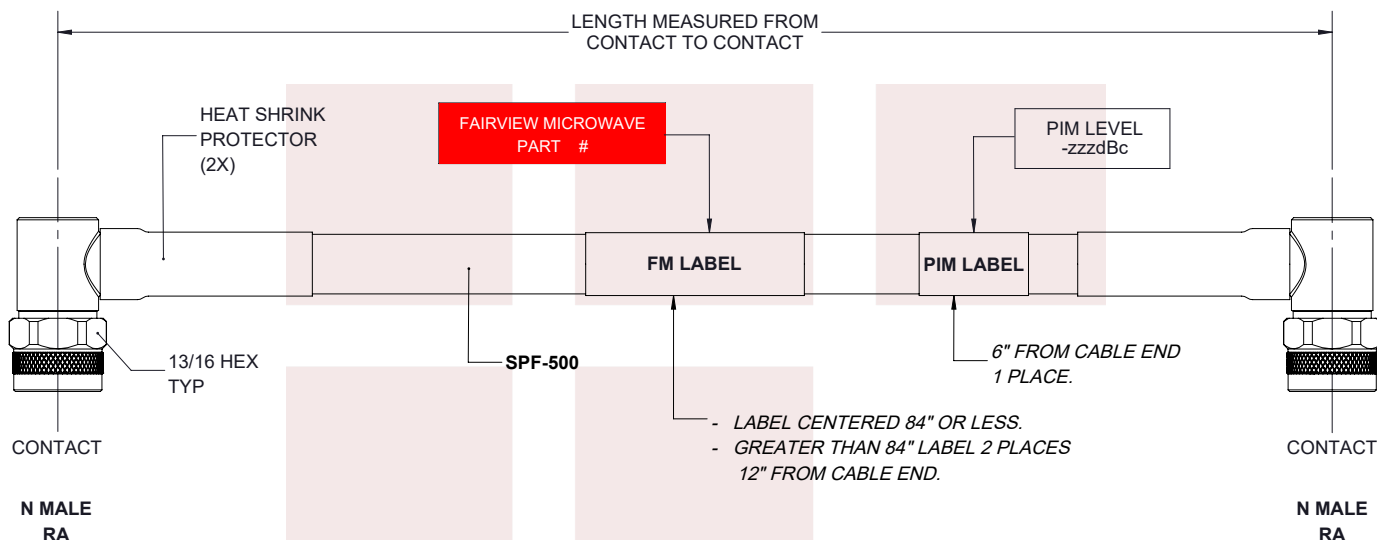 LENGTH MEASURED FROM
CONTACT TO CONTACT
HEAT SHRINK
PROTECTOR
(2X)
FAIRVIEW MICROWAVE
PART #
PIM LEVEL
-zzzdBc
FM LABEL
PIM LABEL
13/16 HEX
TYP
SPF-500
6" FROM CABLE END
1 PLACE.
- LABEL CENTERED 84" OR LESS.
- GREATER THAN 84" LABEL 2 PLACES
12" FROM CABLE END.
CONTACT
N MALE
RA
CONTACT
N MALE
RA